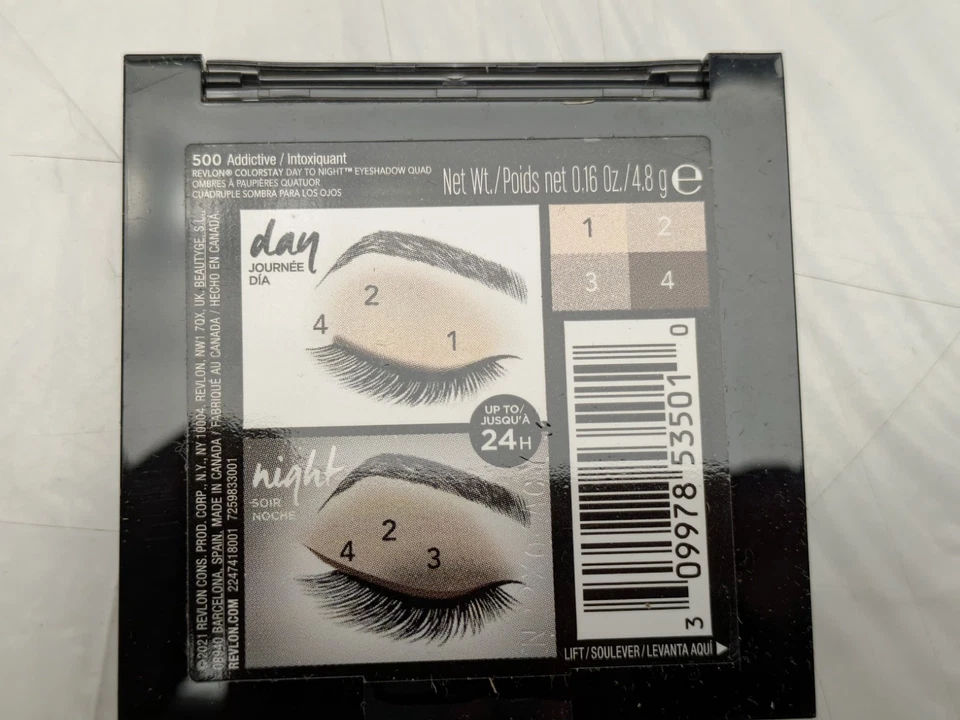 500 Addictive / Intoxiquant
REVLON® COLORSTAY DAY TO NIGHT™ EYESHADOW QUAD
OMBRES À PAUPIÈRES QUATUOR
CUÁDRUPLE SOMBRA PARA LOS OJOS
Net Wt./Poids net 0.16 Oz./4.8 g e
day
JOURNÉE
DÍA
2
4
1
1 2
3 4
UP TO/
JUSQU'À
24H
night
SOIR
NOCHE
2
4
3
3 09978 53501 0
LIFT/SOULEVER/LEVANTA AQUÍ
©2021 REVLON CONS. PROD. CORP., N.Y., NY 10004. REVLON, NW1 7QX, UK. BEAUTYGE, S.L.,
08940 BARCELONA, SPAIN. MADE IN CANADA / FABRIQUÉ AU CANADA / HECHO EN CANADÁ.
REVLON.COM 2247418001 7259833001